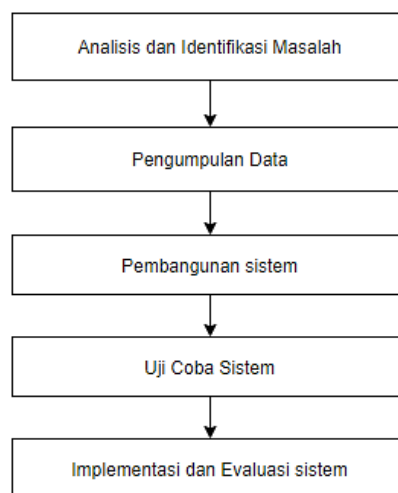 Analisis dan Identifikasi Masalah
Pengumpulan Data
Pembangunan sistem
Uji Coba Sistem
Implementasi dan Evaluasi sistem